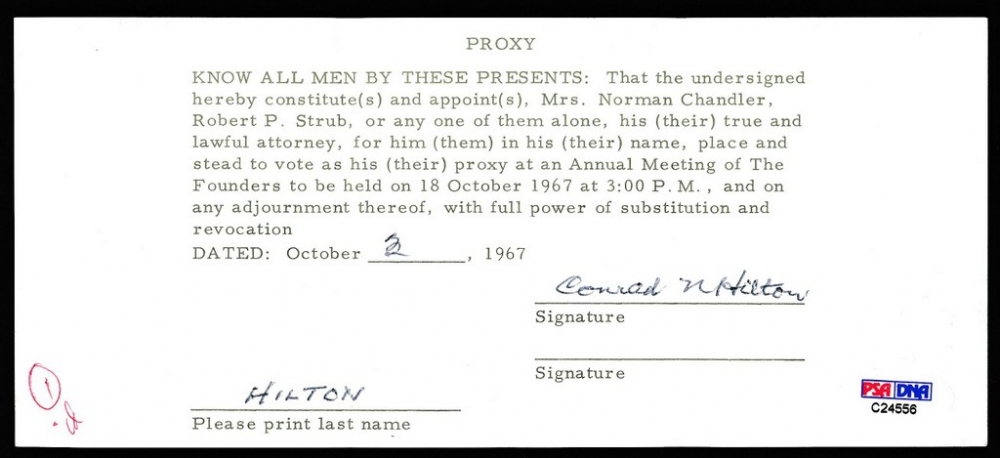 PROXY
KNOW ALL MEN BY THESE PRESENTS: That the undersigned
hereby constitute(s) and appoint(s), Mrs. Norman Chandler,
Robert P. Strub, or any one of them alone, his (their) true and
lawful attorney, for him (them) in his (their) name, place and
stead to vote as his (their) proxy at an Annual Meeting of The
Founders to be held on 18 October 1967 at 3:00 P.M., and on
any adjournment thereof, with full power of substitution and
revocation
DATED: October 2, 1967
Conrad N Hilton
Signature
Signature
HILTON
Please print last name
1
PSA DNA
C24556